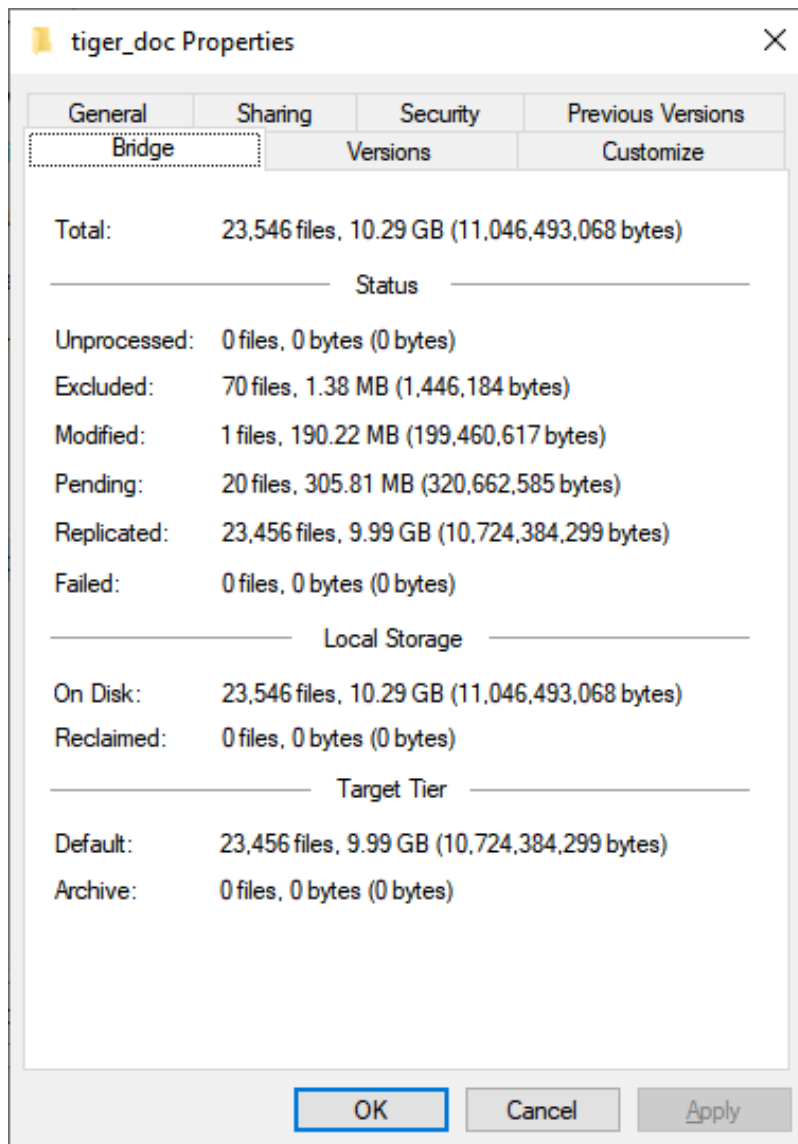 tiger_doc Properties
General Sharing Security Previous Versions
Bridge Versions Customize
Total: 23,546 files, 10.29 GB (11,046,493,068 bytes)
Status
Unprocessed: 0 files, 0 bytes (0 bytes)
Excluded: 70 files, 1.38 MB (1,446,184 bytes)
Modified: 1 files, 190.22 MB (199,460,617 bytes)
Pending: 20 files, 305.81 MB (320,662,585 bytes)
Replicated: 23,456 files, 9.99 GB (10,724,384,299 bytes)
Failed: 0 files, 0 bytes (0 bytes)
Local Storage
On Disk: 23,546 files, 10.29 GB (11,046,493,068 bytes)
Reclaimed: 0 files, 0 bytes (0 bytes)
Target Tier
Default: 23,456 files, 9.99 GB (10,724,384,299 bytes)
Archive: 0 files, 0 bytes (0 bytes)
OK Cancel Apply